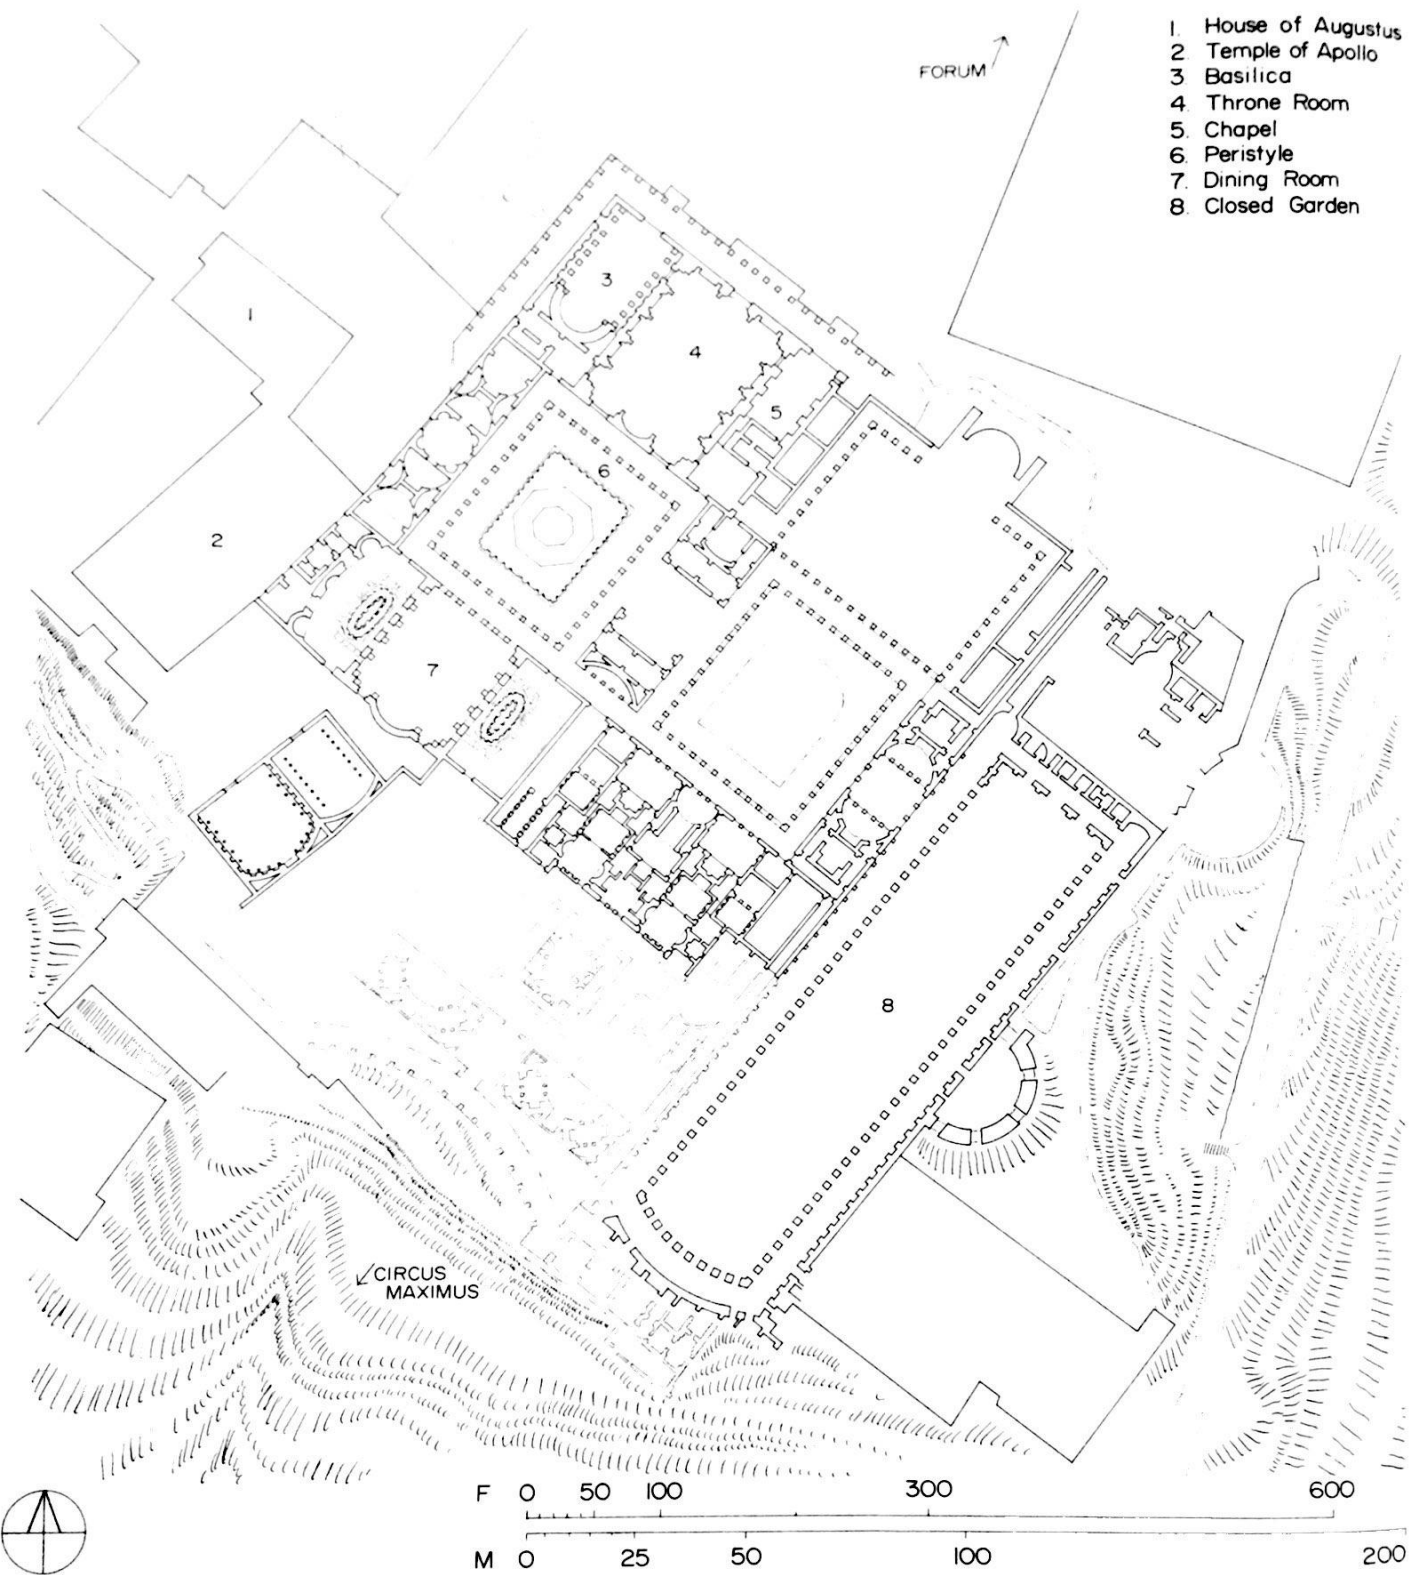 1. House of Augustus
2. Temple of Apollo
3. Basilica
4. Throne Room
5. Chapel
6. Peristyle
7. Dining Room
8. Closed Garden
FORUM
3
1
4
5
6
2
7
8
CIRCUS
MAXIMUS
F 0 50 100 300 600
M 0 25 50 100 200